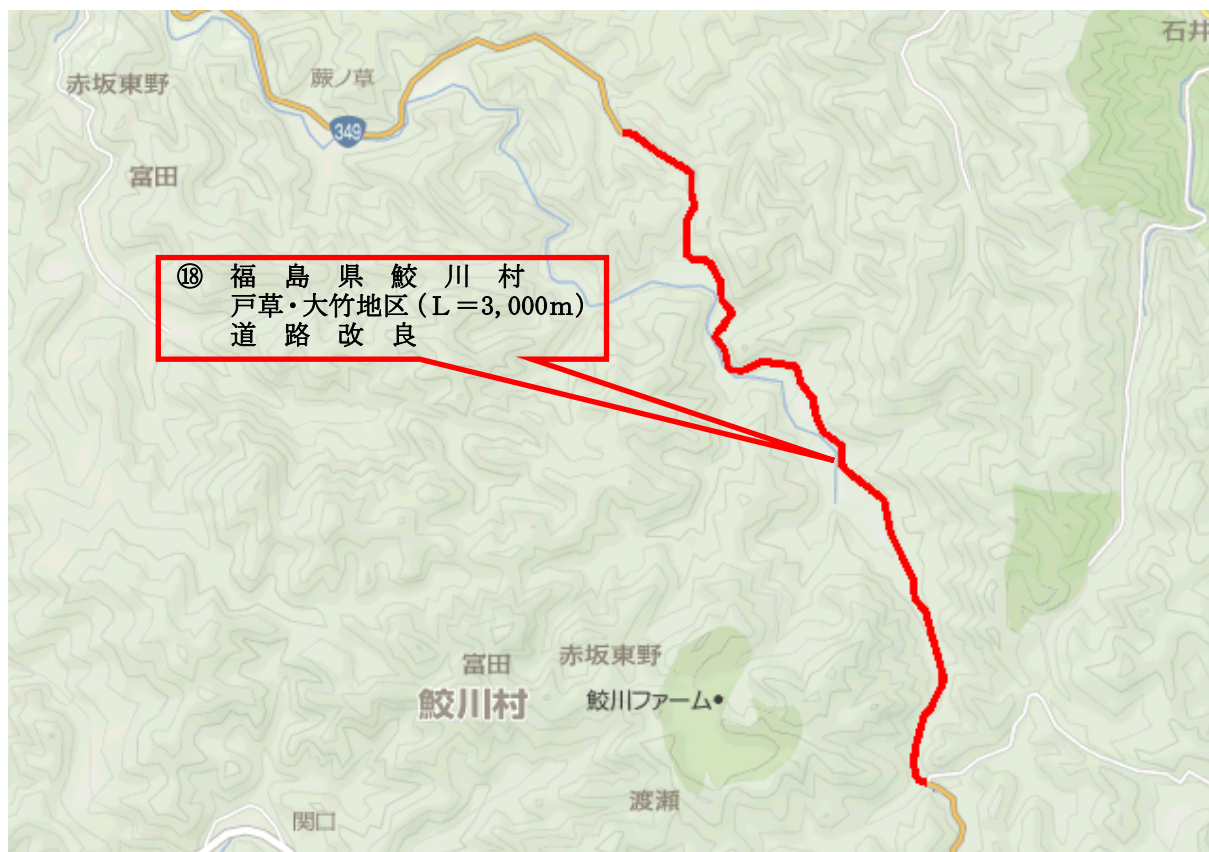 石井
赤坂東野
蕨ノ草
349
富田
⑱ 福島県鮫川村
戸草・大竹地区(L=3,000m)
道路改良
富田
赤坂東野
鮫川村
鮫川ファーム
渡瀬
関口